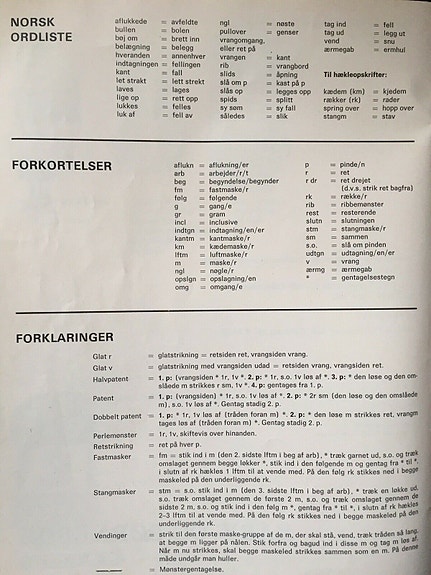 NORSK
ORDLISTE
aflukkede = avfeldte
bullen = bolen
bøj om = brett inn
belægning = belegg
hveranden = annenhver
indtagningen = fellingen
kant = fall
let strakt = lett strekt
laves = lages
lige op = rett opp
lukkes = felles
luk af = fell av
ngl = nøste
pullover = genser
vrangomgang,
eller ret på
vrangen = kant
rib = vrangbord
slids = åpning
slå om p = kast på p
slås op = legges opp
spids = splitt
sy søm = sy fall
således = slik
tag ind = fell
tag ud = legg ut
vend = snu
ærmegab = ermhul
Til hækleopskrifter:
kædem (km) = kjedem
rækker (rk) = rader
spring over = hopp over
stangm = stav
FORKORTELSER
aflukn = aflukning/er
arb = arbejder/r/t
beg = begyndelse/begynder
fm = fastmaske/r
følg = følgende
g = gang/e
gr = gram
incl = inclusive
indtgn = indtagning/en/er
kantm = kantmaske/r
km = kædemaske/r
lftm = luftmaske/r
m = maske/r
ngl = nøgle/r
opslgn = opslagning/en
omg = omgang/e
p = pinde/n
r = ret
r dr = ret drejet
(d.v.s. strik ret bagfra)
rk = række/r
rib = ribbemønster
rest = resterende
slutn = slutningen
stm = stangmaske/r
sm = sammen
s.o. = slå om pinden
udtgn = udtagning/en/er
v = vrang
ærmg = ærmegab
* = gentagelsestegn
FORKLARINGER
Glat r = glatstrikning = retsiden ret, vrangsiden vrang.
Glat v = glatstrikning med vrangsiden udad = retsiden vrang, vrangsiden ret.
Halvpatent = 1. p: (vrangsiden) * 1r, 1v *. 2. p: * 1r, s.o. 1v løs af *. 3. p: * den løse og den om-
slåede m strikkes r sm, 1v *. 4. p: gentages fra 1. p.
Patent = 1. p: (vrangsiden) * 1r, s.o. 1v løs af *. 2. p: * 2r sm (den løse og den omslåede
m), s.o. 1v løs af *. Gentag stadig 2. p.
Dobbelt patent = 1. p: * 1r, 1v løs af (tråden foran m) *. 2. p: * den løse m strikkes ret, vrangm
tages løs af (tråden foran m) *. Gentag stadig 2. p.
Perlemønster = 1r, 1v, skiftevis over hinanden.
Retstrikning = ret på hver p.
Fastmasker = fm = stik ind i m (den 2. sidste lftm i beg af arb), * træk garnet ud, s.o. og træk
omslaget gennem begge løkker *, stik ind i den følgende m og gentag fra * til *,
i slutn af rk hækles 1 lftm til at vende med. På den følg rk stikkes ned i begge
maskeled på den underliggende rk.
Stangmasker = stm = s.o. stik ind i m (den 3. sidste lftm i beg af arb), * træk en løkke ud,
s.o. træk omslaget gennem de første 2 m, s.o. og træk omslaget gennem de
sidste 2 m, s.o. og stik ind i den følg m *, gentag fra * til *, i slutn af rk hækles
2-3 lftm til at vende med. På den følg rk stikkes ned i begge maskeled på den
underliggende rk.
Vendinger = strik til den første maske-gruppe af de m, der skal stå, vend, træk tråden så lang,
at begge m ligger på nålen. Stik forfra og bagud ind i disse m og tag m løs af.
Når m nu strikkes, skal begge maskeled strikkes sammen som en m. På denne
måde undgår man huller.
—.— = Mønstergentagelse.